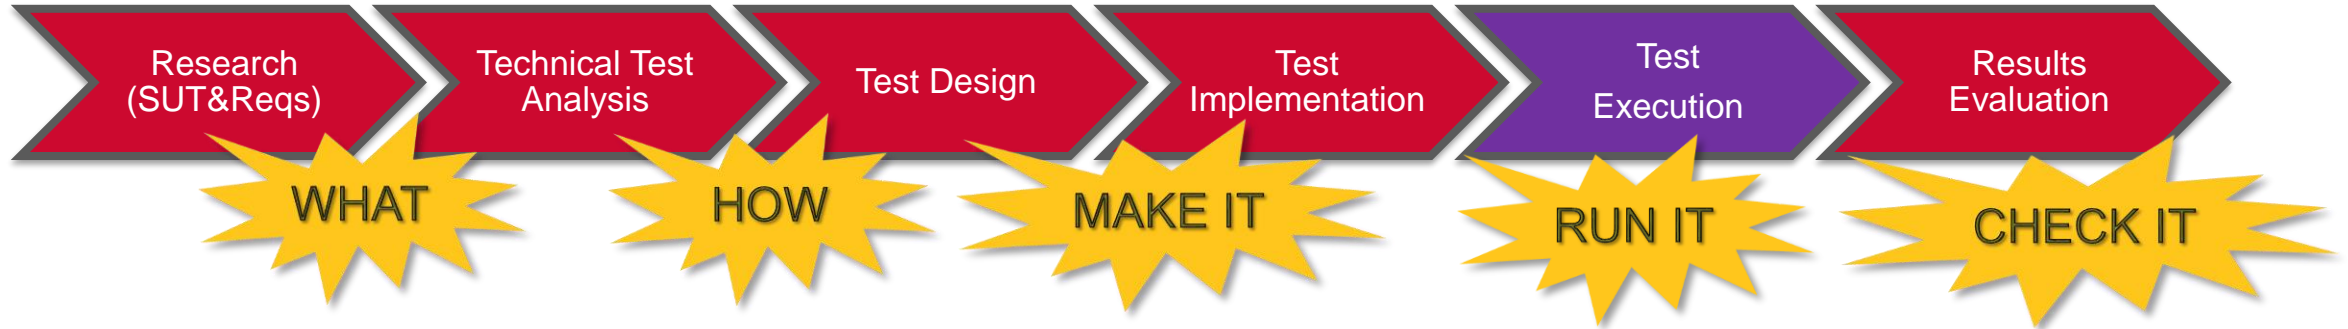 Research
(SUT&Reqs)
Technical Test
Analysis
Test Design
Test
Implementation
Test
Execution
Results
Evaluation
WHAT
HOW
MAKE IT
RUN IT
CHECK IT